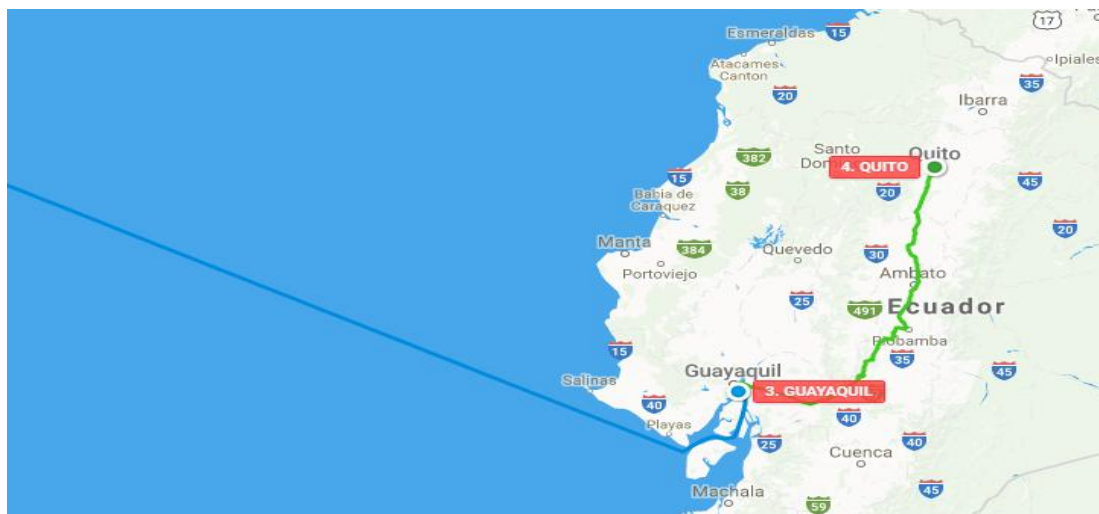 Esmeraldas
15
17
Ipiales
Atacames
Canton
20
35
Ibarra
Santo
Quito
382
4. QUITO
15
38
20
45
Bahia de
Caraquez
20
Manta
384
Quevedo
30
Portoviejo
Ambato
25
491
Ecuador
Riobamba
15
35
Guayaquil
45
Salinas
3. GUAYAQUIL
40
40
Playas
25
40
Cuenca
Machala
45
59